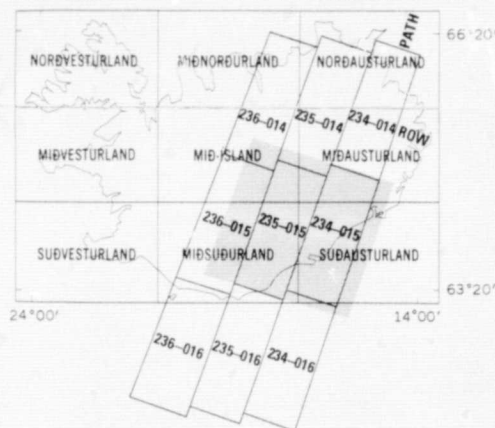 PATH
66°20'
NORÐVESTURLAND MIÐNORÐURLAND NORÐAUSTURLAND
236-014 235-014 234-014 ROW
MIÐVESTURLAND MIÐ-ÍSLAND MIÐAUSTURLAND
236-015 235-015 234-015
SUÐVESTURLAND MIÐSUÐURLAND SUÐAUSTURLAND
63°20'
24°00' 14°00'
236-016 235-016 234-016